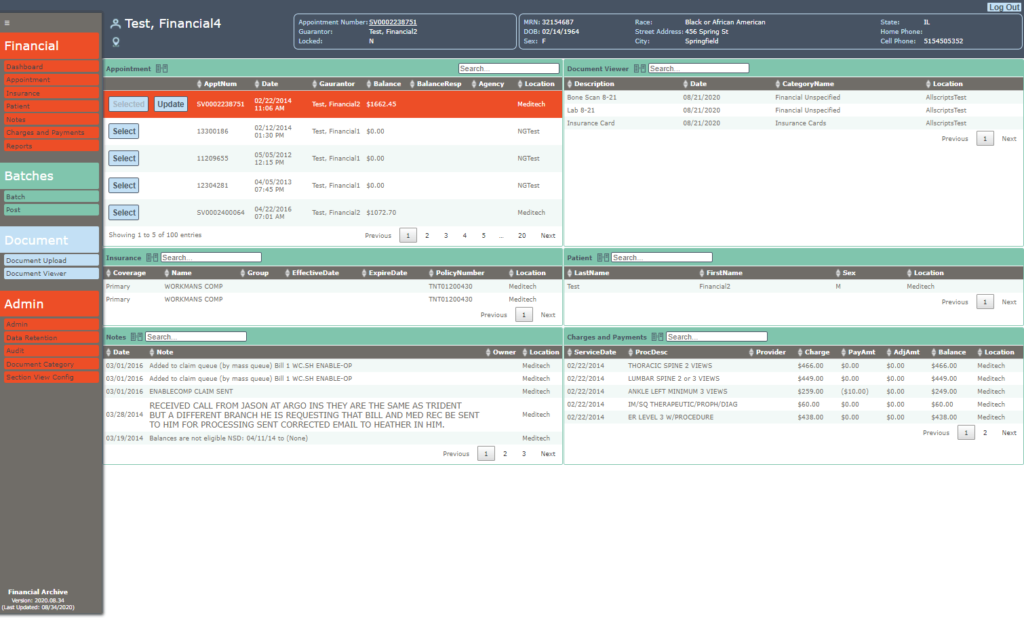 Log Out
≡
Test, Financial4
Appointment Number: SV0002238751
Guarantor: Test, Financial2
Locked: N
MRN: 32154687 Race: Black or African American State: IL
DOB: 02/14/1964 Street Address: 456 Spring St Home Phone:
Sex: F City: Springfield Cell Phone: 5154505352
Financial
Dashboard
Appointment
Insurance
Patient
Notes
Charges and Payments
Reports
Batches
Batch
Post
Document
Document Upload
Document Viewer
Admin
Admin
Data Retention
Audit
Document Category
Section View Config
Financial Archive
Version: 2020.08.34
(Last Updated: 08/34/2020)
Appointment Search...
ApptNum Date Gaurantor Balance BalanceResp Agency Location
Selected Update SV0002238751 02/22/2014 11:06 AM Test, Financial2 $1662.45 Meditech
Select 13300186 02/12/2014 01:30 PM Test, Financial1 $0.00 NGTest
Select 11209655 05/05/2012 12:15 PM Test, Financial1 $0.00 NGTest
Select 12304281 04/05/2013 07:45 PM Test, Financial1 $0.00 NGTest
Select SV0002400064 04/22/2016 07:01 AM Test, Financial2 $1072.70 Meditech
Showing 1 to 5 of 100 entries Previous 1 2 3 4 5 ... 20 Next
Document Viewer Search...
Description Date CategoryName Location
Bone Scan 8-21 08/21/2020 Financial Unspecified AllscriptsTest
Lab 8-21 08/21/2020 Financial Unspecified AllscriptsTest
Insurance Card 08/21/2020 Insurance Cards AllscriptsTest
Previous 1 Next
Insurance Search...
Coverage Name Group EffectiveDate ExpireDate PolicyNumber Location
Primary WORKMANS COMP TNT01200430 Meditech
Primary WORKMANS COMP TNT01200430 Meditech
Previous 1 Next
Patient Search...
LastName FirstName Sex Location
Test Financial2 M Meditech
Previous 1 Next
Notes Search...
Date Note Owner Location
03/01/2016 Added to claim queue (by mass queue) Bill 1 WC.SH ENABLE-OP Meditech
03/01/2016 Added to claim queue (by mass queue) Bill 1 WC.SH ENABLE-OP Meditech
03/01/2016 ENABLECOMP CLAIM SENT Meditech
RECEIVED CALL FROM JASON AT ARGO INS THEY ARE THE SAME AS TRIDENT
03/28/2014 BUT A DIFFERENT BRANCH HE IS REQUESTING THAT BILL AND MED REC BE SENT Meditech
TO HIM FOR PROCESSING SENT CORRECTED EMAIL TO HEATHER IN HIM.
03/19/2014 Balances are not eligible NSD: 04/11/14 to (None) Meditech
Previous 1 2 3 Next
Charges and Payments Search...
ServiceDate ProcDesc Provider Charge PayAmt AdjAmt Balance Location
02/22/2014 THORACIC SPINE 2 VIEWS $466.00 $0.00 $0.00 $466.00 Meditech
02/22/2014 LUMBAR SPINE 2 or 3 VIEWS $449.00 $0.00 $0.00 $449.00 Meditech
02/22/2014 ANKLE LEFT MINIMUM 3 VIEWS $259.00 ($10.00) $0.00 $249.00 Meditech
02/22/2014 IM/SQ THERAPEUTIC/PROPH/DIAG $60.00 $0.00 $0.00 $60.00 Meditech
02/22/2014 ER LEVEL 3 W/PROCEDURE $438.00 $0.00 $0.00 $438.00 Meditech
Previous 1 2 Next